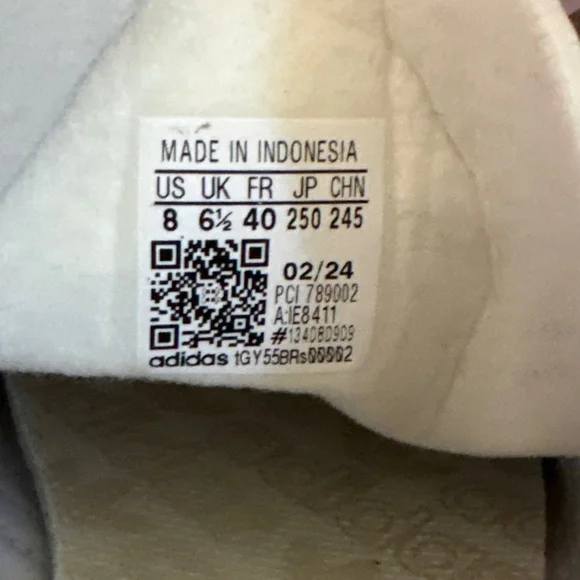 MADE IN INDONESIA
US UK FR JP CHN
8 6½ 40 250 245
02/24
PCI 789002
A:IE8411
#134080909
adidas